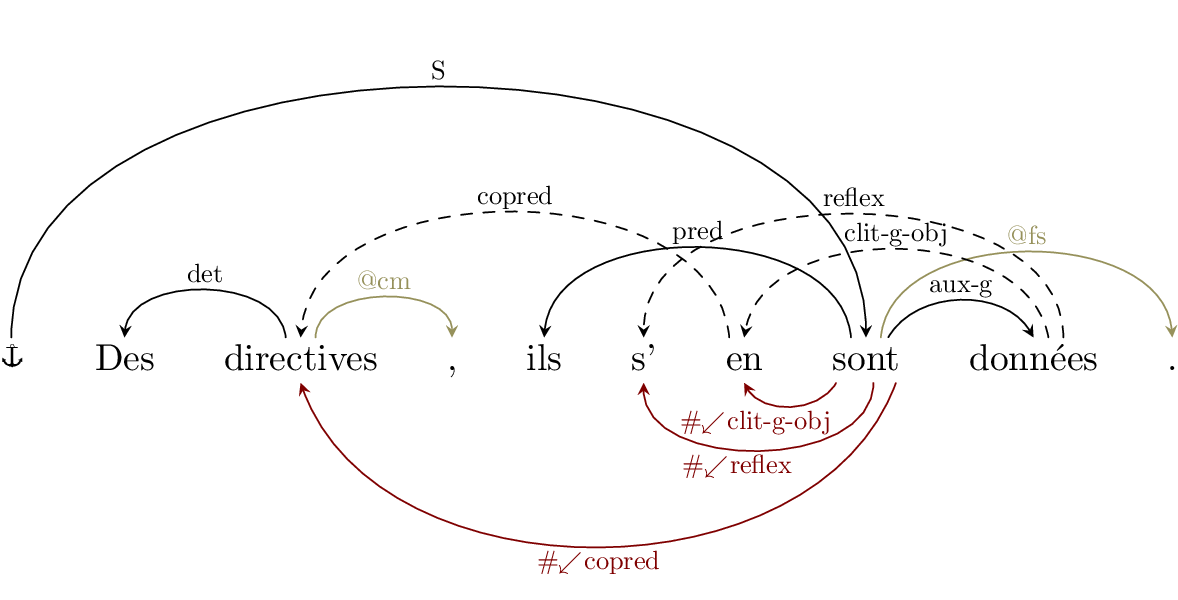 S
copred
reflex
pred
clit-g-obj
@fs
det
@cm
aux-g
⚓ Des directives , ils s' en sont données .
#↙clit-g-obj
#↙reflex
#↙copred